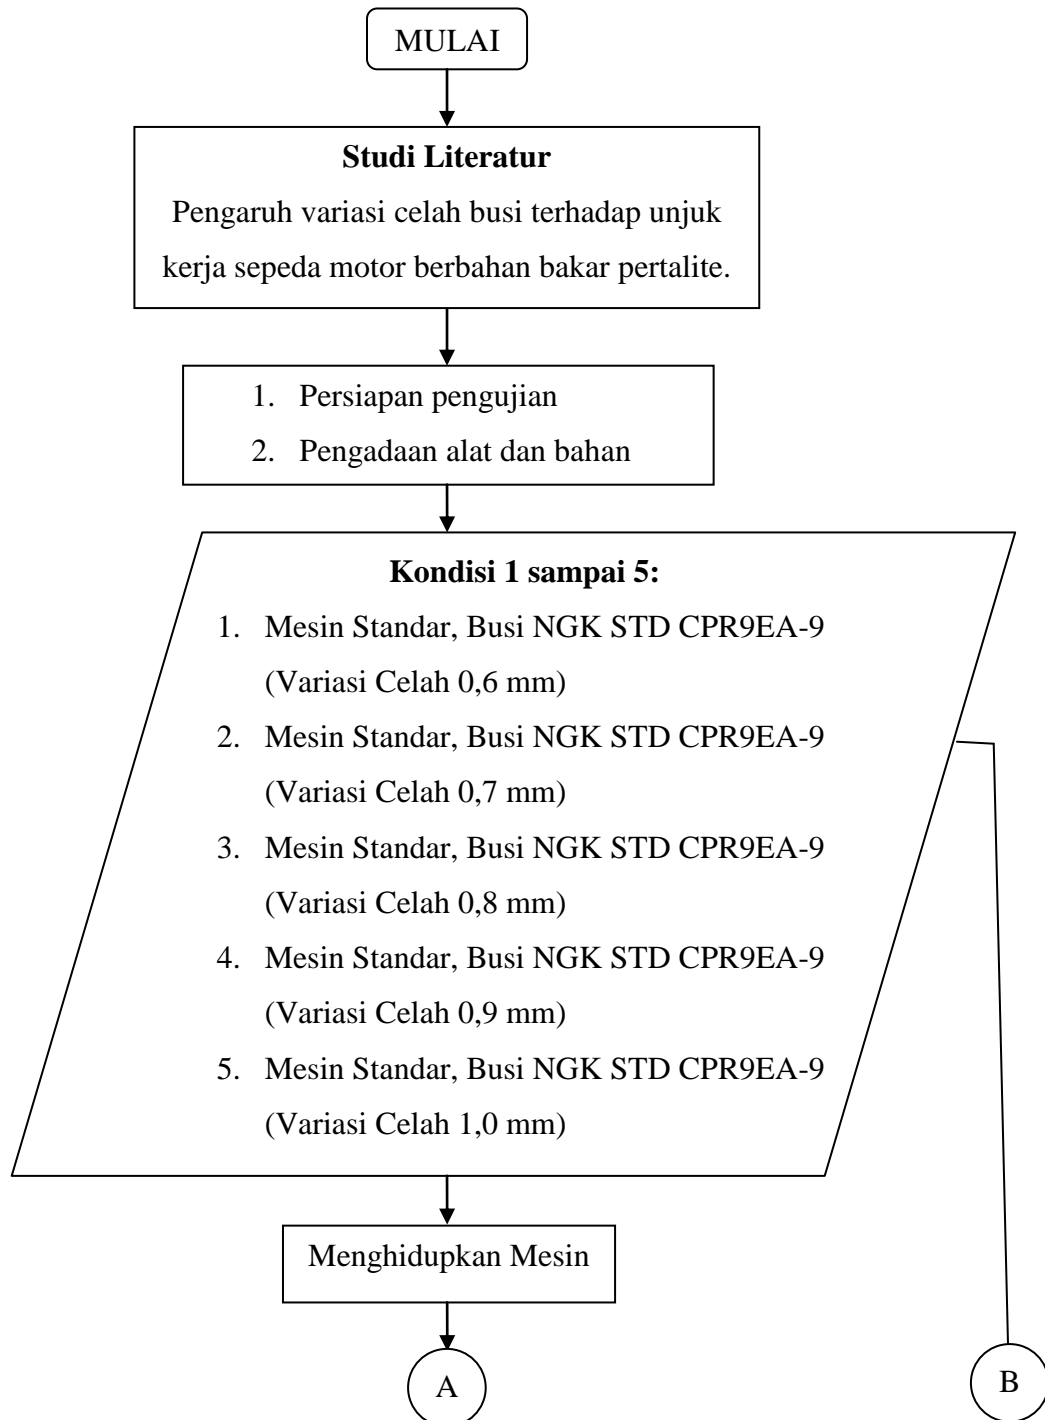 MULAI
Studi Literatur
Pengaruh variasi celah busi terhadap unjuk
kerja sepeda motor berbahan bakar pertalite.
1. Persiapan pengujian
2. Pengadaan alat dan bahan
Kondisi 1 sampai 5:
1. Mesin Standar, Busi NGK STD CPR9EA-9
(Variasi Celah 0,6 mm)
2. Mesin Standar, Busi NGK STD CPR9EA-9
(Variasi Celah 0,7 mm)
3. Mesin Standar, Busi NGK STD CPR9EA-9
(Variasi Celah 0,8 mm)
4. Mesin Standar, Busi NGK STD CPR9EA-9
(Variasi Celah 0,9 mm)
5. Mesin Standar, Busi NGK STD CPR9EA-9
(Variasi Celah 1,0 mm)
Menghidupkan Mesin
A
B